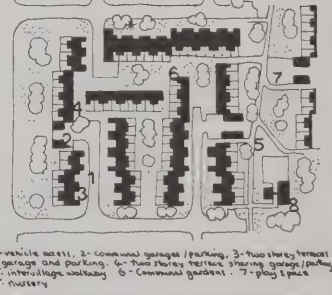 6
7
4
2
5
1
3
8
-vehicle access, 2- communal garages/parking, 3-two storey terraces
garage and parking. 4- two storey terrace sharing garage/parking
intervillage walkway 6 - Communal gardens. 7 - play space
nursery